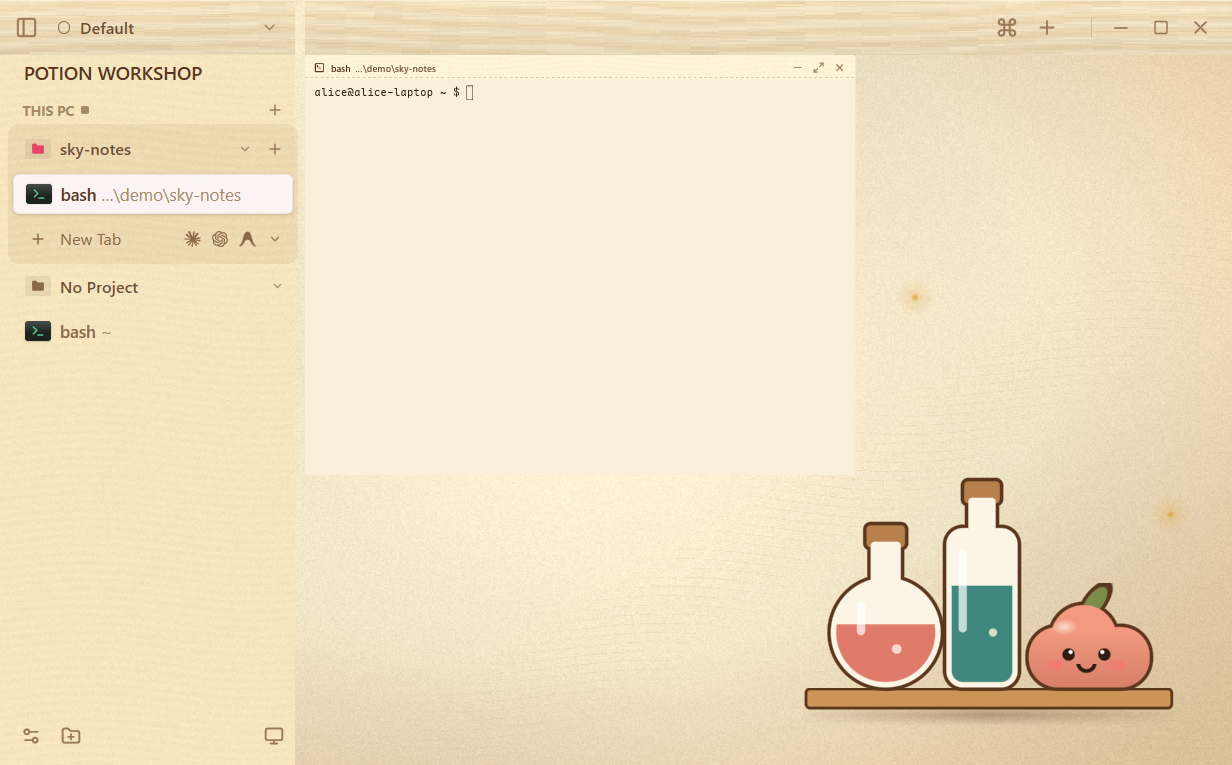 Default
POTION WORKSHOP
THIS PC
sky-notes
bash ...\demo\sky-notes
New Tab
No Project
bash ~
bash ...\demo\sky-notes
alice@alice-laptop ~ $